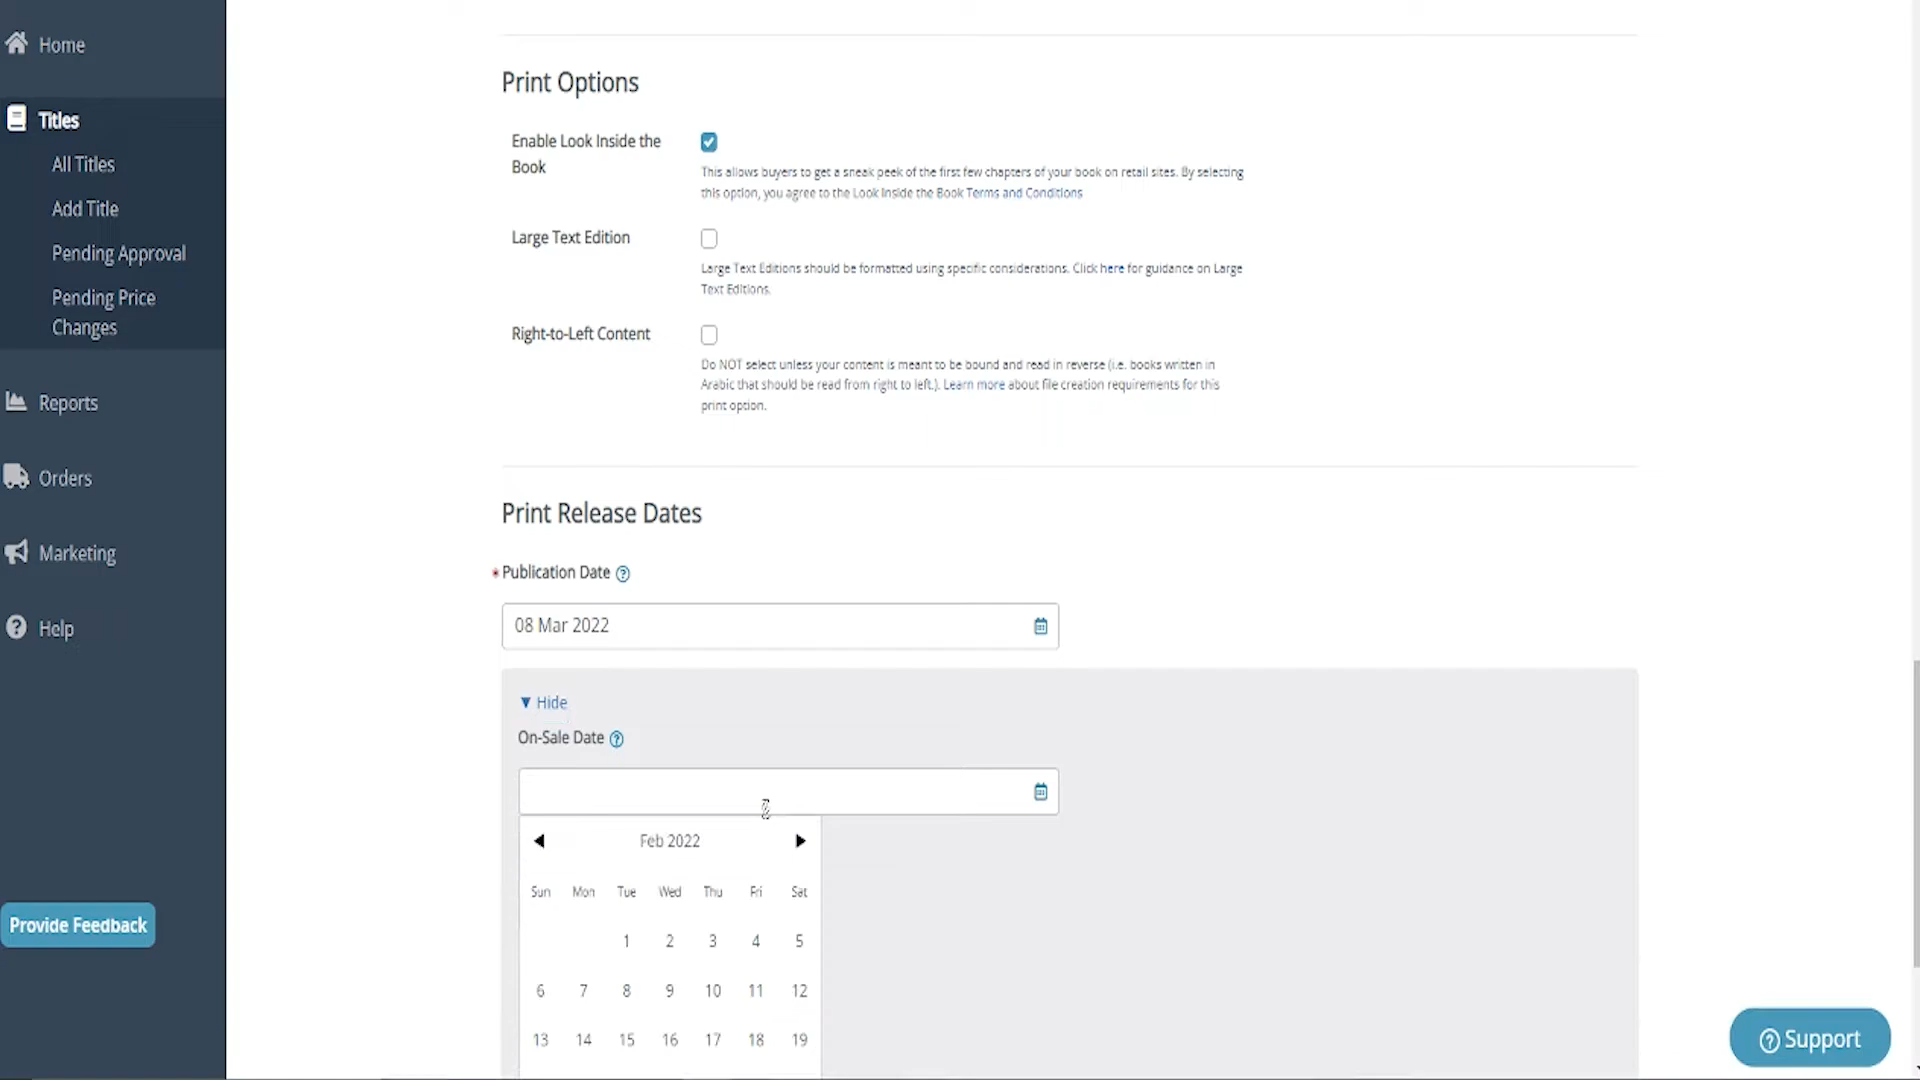 Home
Titles
All Titles
Add Title
Pending Approval
Pending Price
Changes
Reports
Orders
Marketing
Help
Provide Feedback
Print Options
Enable Look Inside the
Book
This allows buyers to get a sneak peek of the first few chapters of your book on retail sites. By selecting
this option, you agree to the Look Inside the Book Terms and Conditions
Large Text Edition
Large Text Editions should be formatted using specific considerations. Click here for guidance on Large
Text Editions.
Right-to-Left Content
Do NOT select unless your content is meant to be bound and read in reverse (i.e. books written in
Arabic that should be read from right to left.). Learn more about file creation requirements for this
print option.
Print Release Dates
* Publication Date ?
08 Mar 2022
▼ Hide
On-Sale Date ?
◀ Feb 2022 ▶
Sun Mon Tue Wed Thu Fri Sat
1 2 3 4 5
6 7 8 9 10 11 12
13 14 15 16 17 18 19
? Support